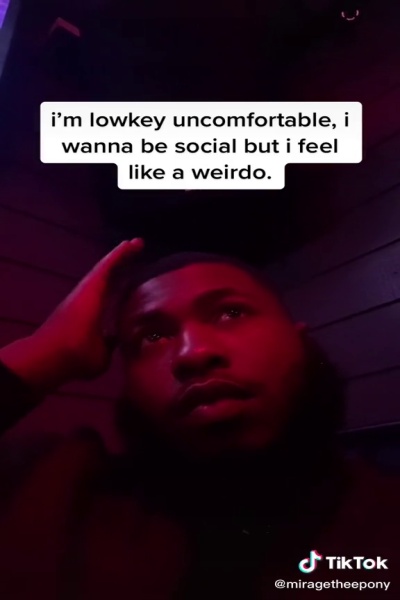 i’m lowkey uncomfortable, i
wanna be social but i feel
like a weirdo.
TikTok
@miragetheepony